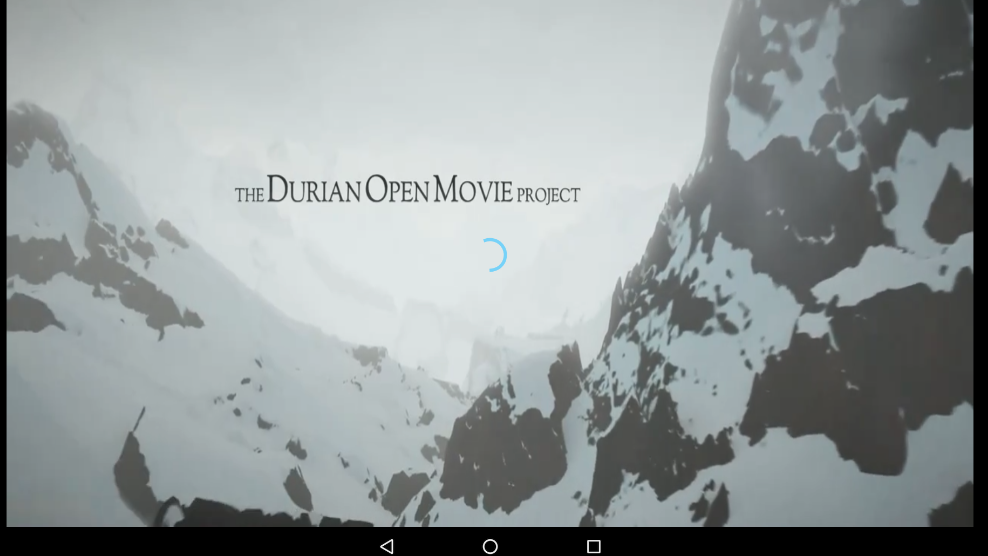 THE DURIAN OPEN MOVIE PROJECT